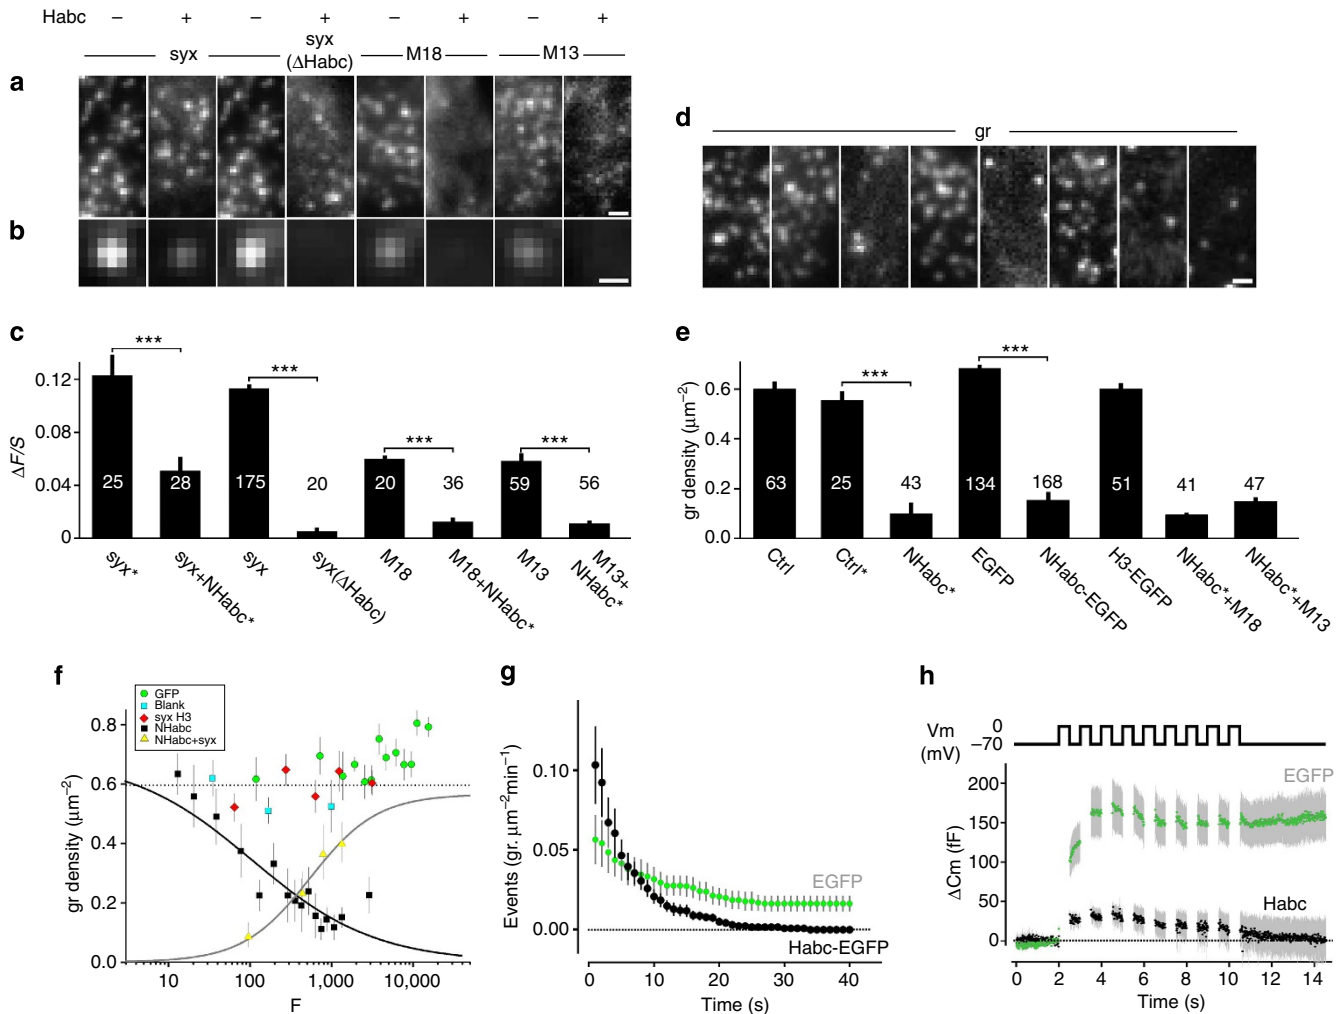 Habc − + − + − + − +
syx syx (ΔHabc) M18 M13
a
b
c
***
***
***
***
0.12
0.08
0.04
0
ΔF/S
25 28 175 20 20 36 59 56
syx* syx+NHabc* syx syx(ΔHabc) M18 M18+NHabc* M13 M13+NHabc*
d
gr
e
***
***
0.6
0.4
0.2
0.0
gr density (μm−2)
63 25 43 134 168 51 41 47
Ctrl Ctrl* NHabc* EGFP NHabc-EGFP H3-EGFP NHabc*+M18 NHabc*+M13
f
GFP
Blank
syx H3
NHabc
NHabc+syx
0.8
0.6
0.4
0.2
0.0
gr density (μm−2)
10 100 1,000 10,000
F
g
0.10
0.05
0.00
Events (gr. μm−2min−1)
EGFP
Habc-EGFP
0 10 20 30 40
Time (s)
h
Vm (mV)
0
−70
200
150
100
50
0
ΔCm (fF)
EGFP
Habc
0 2 4 6 8 10 12 14
Time (s)